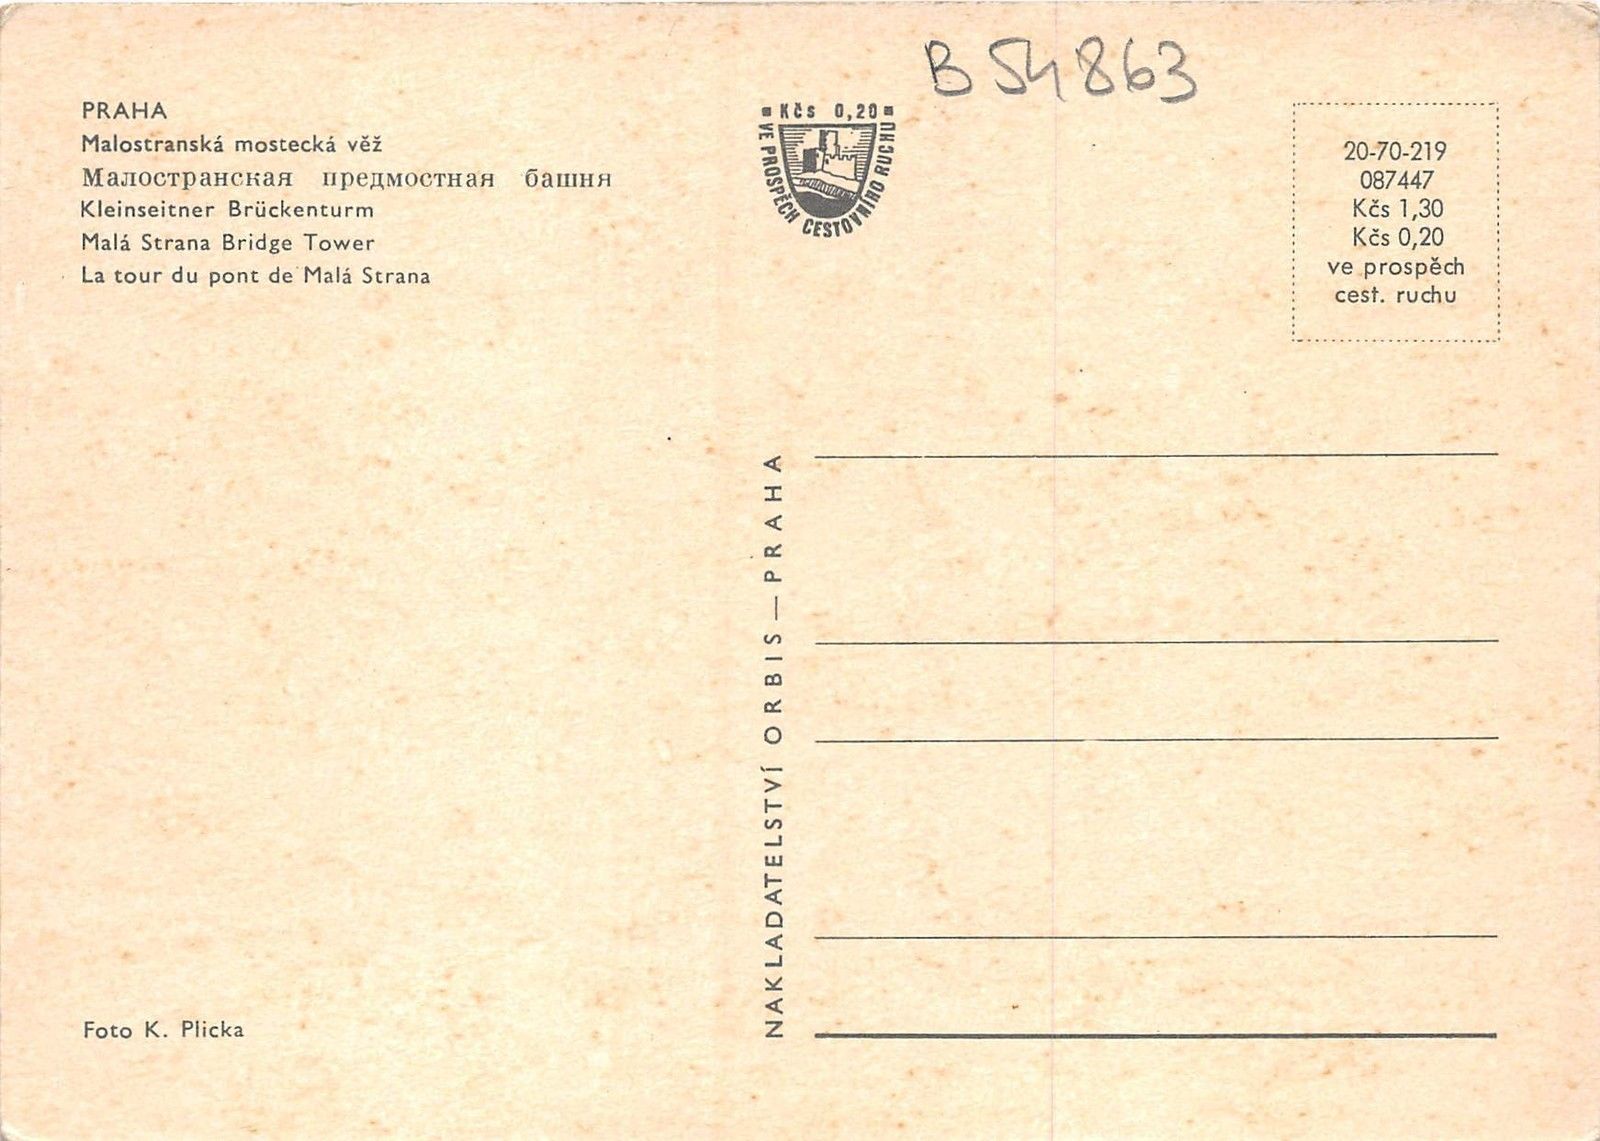 B 54863
PRAHA
Malostranská mostecká věž
Малостранская предмостная башня
Kleinseitner Brückenturm
Malá Strana Bridge Tower
La tour du pont de Malá Strana
Kčs 0,20
VE PROSPĚCH CESTOVNÍHO RUCHU
20-70-219
087447
Kčs 1,30
Kčs 0,20
ve prospěch
cest. ruchu
NAKLADATELSTVÍ ORBIS — PRAHA
Foto K. Plicka